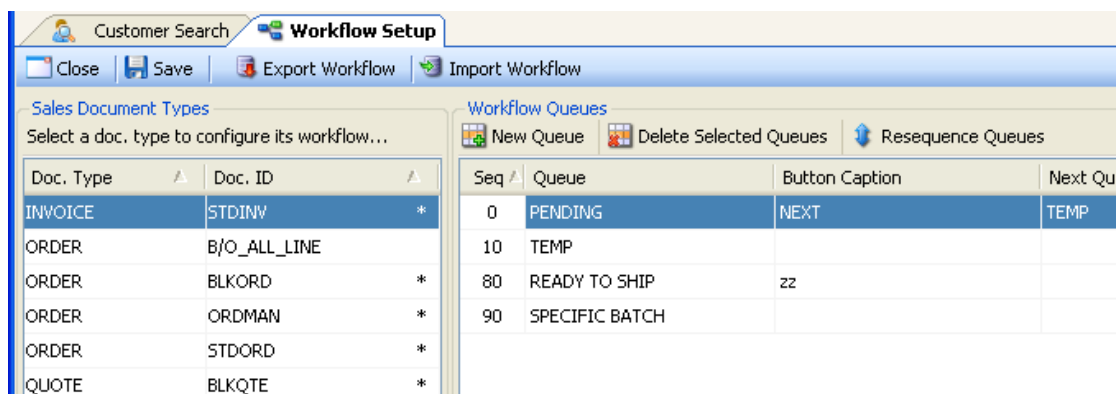 Customer Search Workflow Setup
Close Save Export Workflow Import Workflow
Sales Document Types
Select a doc. type to configure its workflow...
Doc. Type Doc. ID
INVOICE STDINV *
ORDER B/O_ALL_LINE
ORDER BLKORD *
ORDER ORDMAN *
ORDER STDORD *
QUOTE BLKQTE *
Workflow Queues
New Queue Delete Selected Queues Resequence Queues
Seq Queue Button Caption Next Qu
0 PENDING NEXT TEMP
10 TEMP
80 READY TO SHIP zz
90 SPECIFIC BATCH